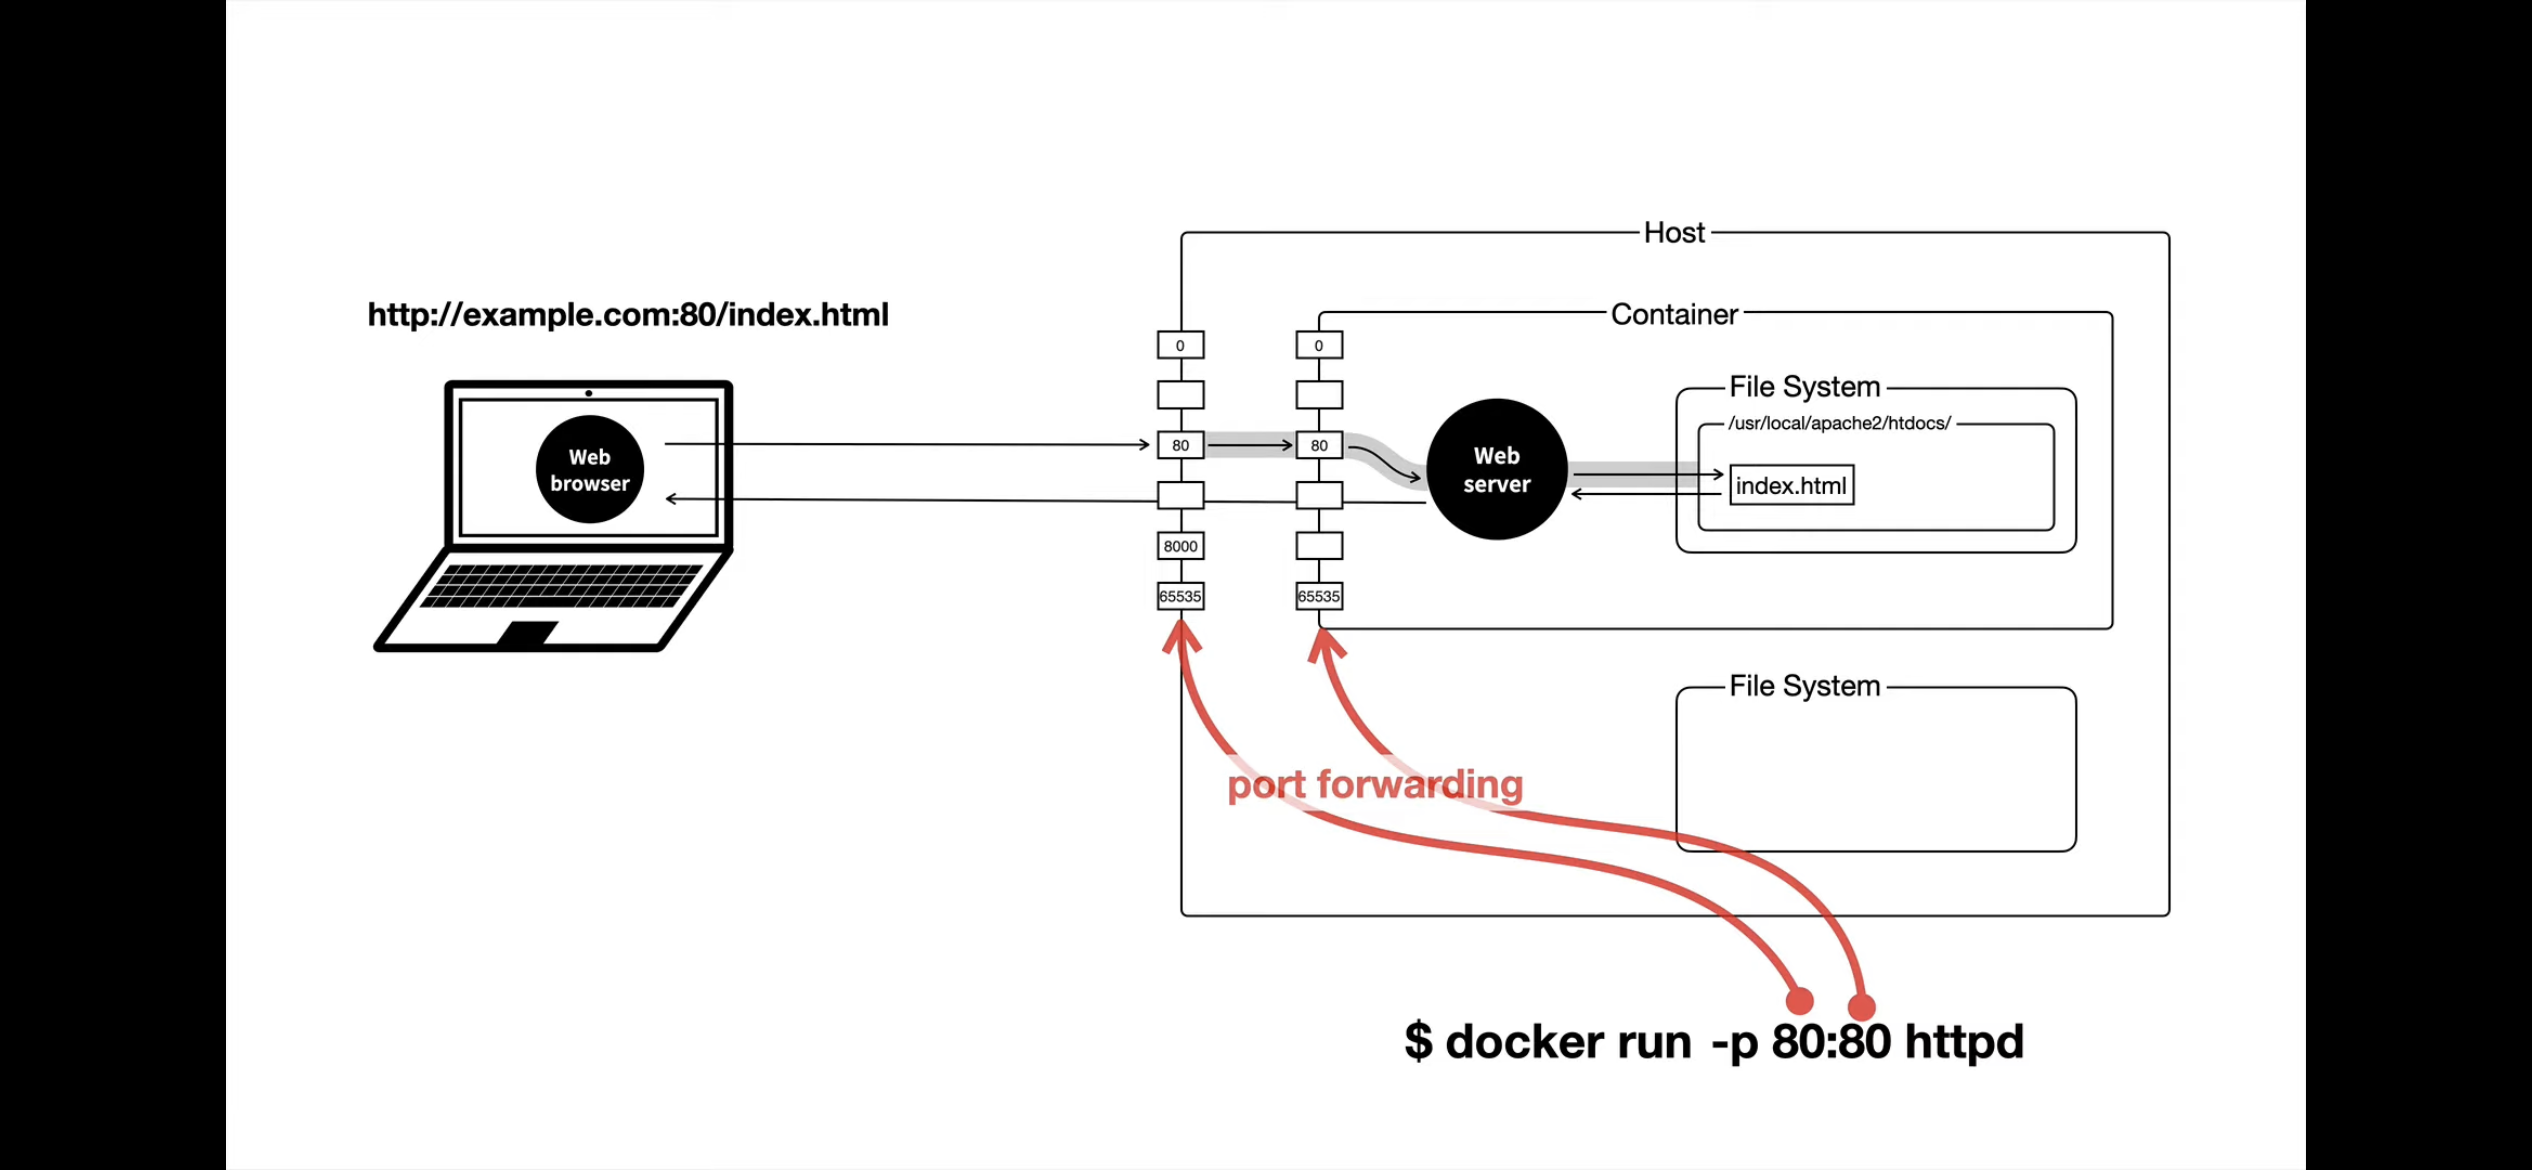 Host
http://example.com:80/index.html
Container
0
0
File System
/usr/local/apache2/htdocs/
80
80
Web
browser
Web
server
index.html
8000
65535
65535
File System
port forwarding
$ docker run -p 80:80 httpd